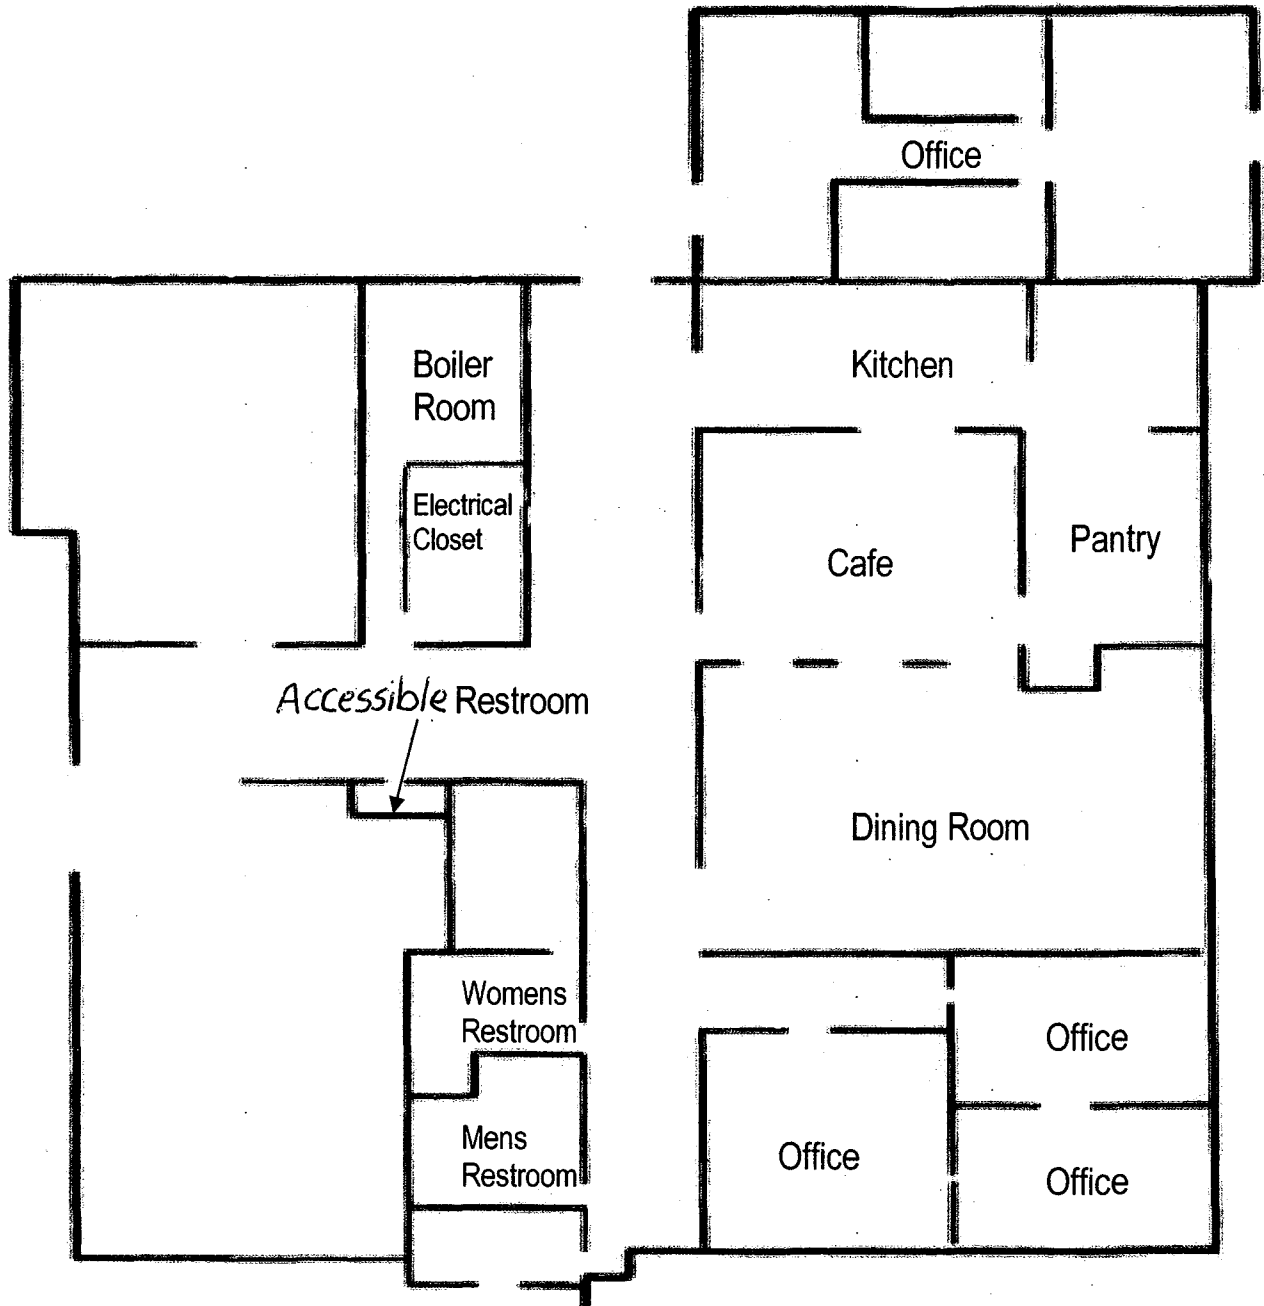 Office
Boiler
Room
Kitchen
Electrical
Closet
Cafe
Pantry
Accessible Restroom
Dining Room
Womens
Restroom
Office
Mens
Restroom
Office
Office